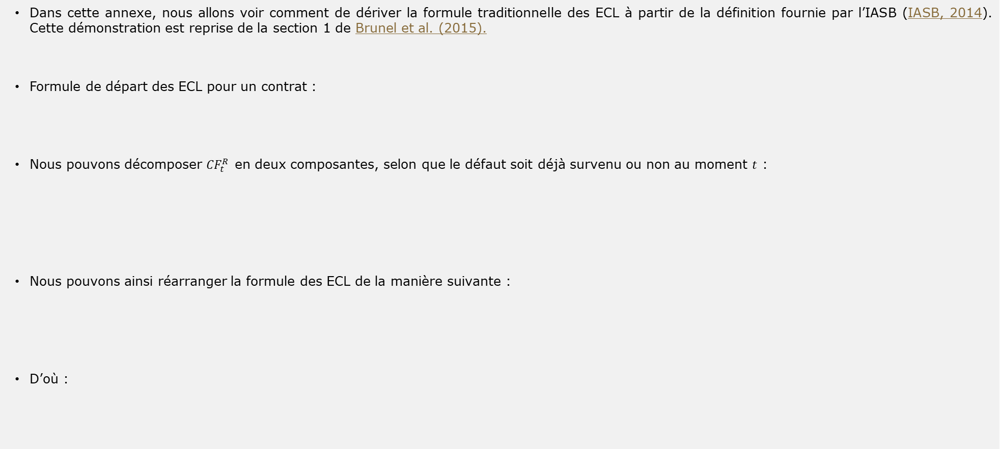 • Dans cette annexe, nous allons voir comment de dériver la formule traditionnelle des ECL à partir de la définition fournie par l’IASB (IASB, 2014).
Cette démonstration est reprise de la section 1 de Brunel et al. (2015).
• Formule de départ des ECL pour un contrat :
• Nous pouvons décomposer $CF_t^R$ en deux composantes, selon que le défaut soit déjà survenu ou non au moment $t$ :
• Nous pouvons ainsi réarranger la formule des ECL de la manière suivante :
• D’où :